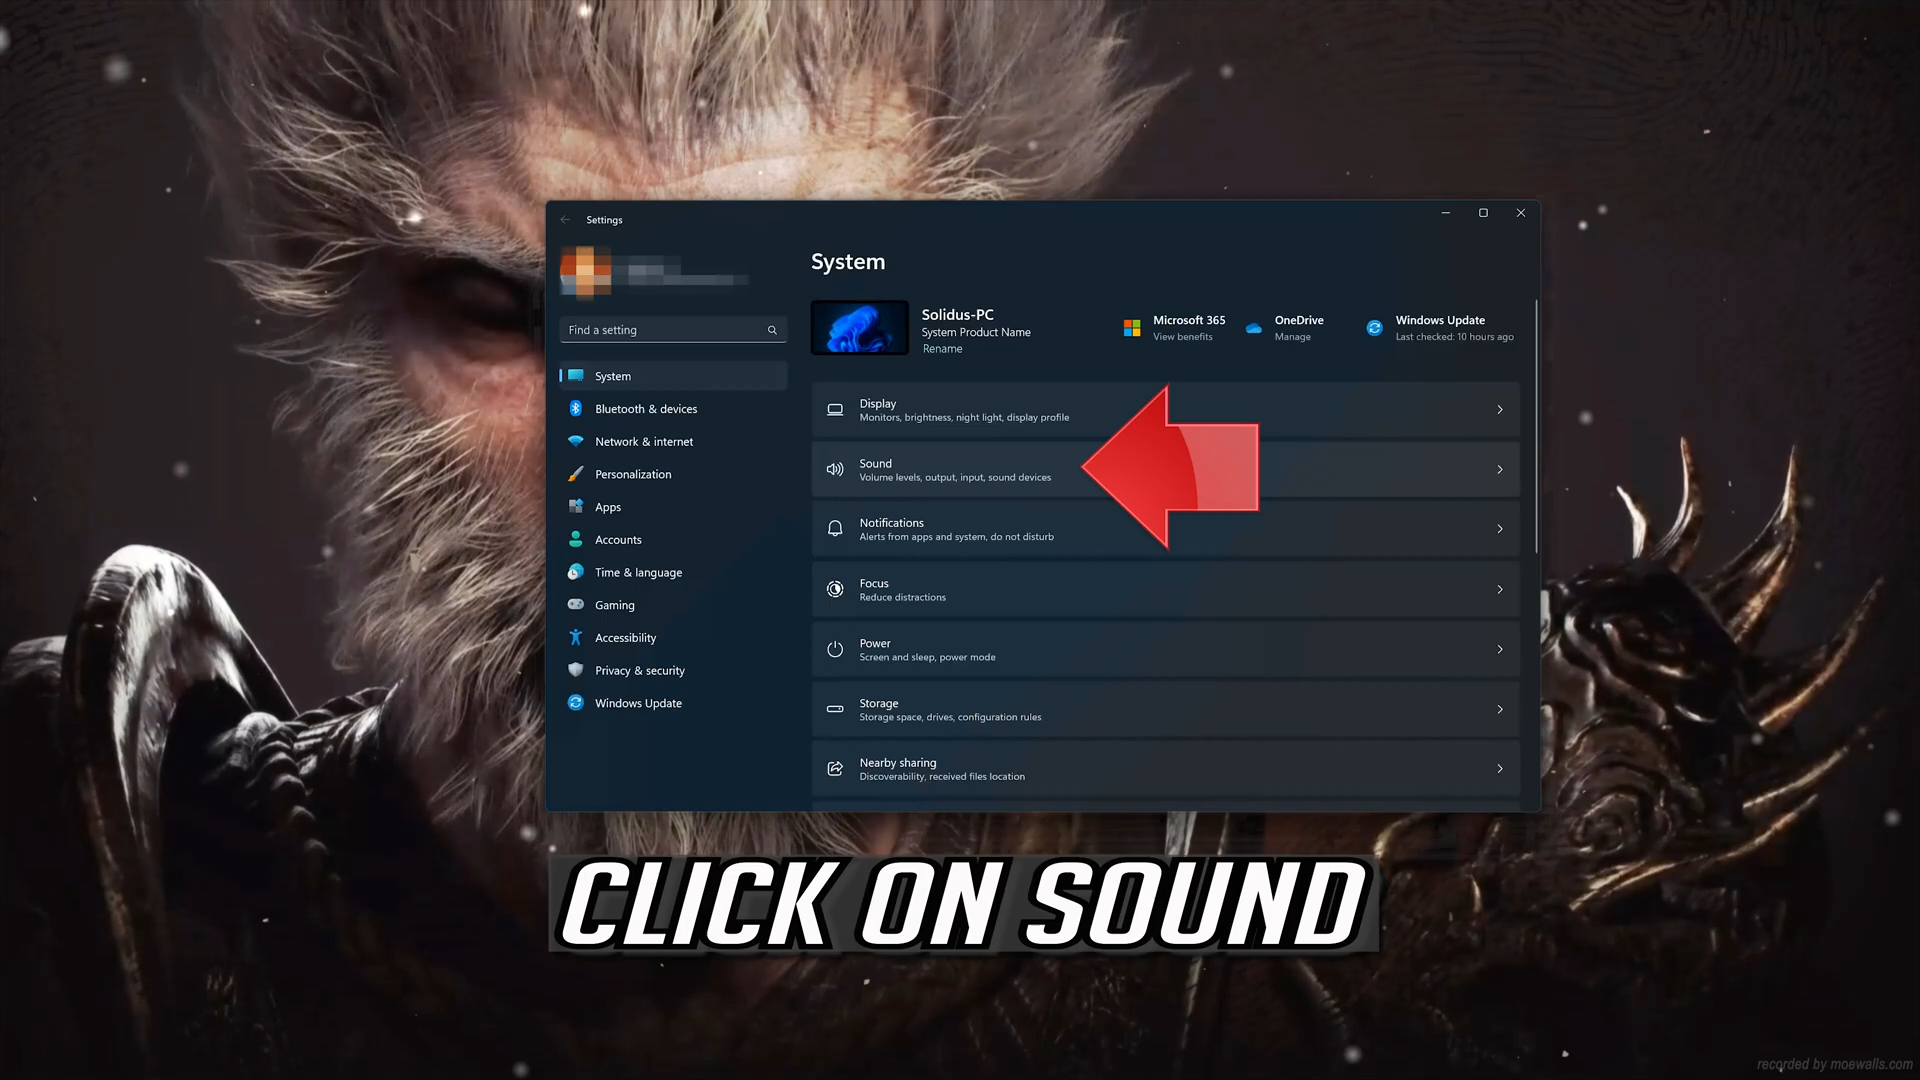 Settings
System
Find a setting
Solidus-PC
System Product Name
Rename
Microsoft 365
View benefits
OneDrive
Manage
Windows Update
Last checked: 10 hours ago
System
Bluetooth & devices
Network & internet
Personalization
Apps
Accounts
Time & language
Gaming
Accessibility
Privacy & security
Windows Update
Display
Monitors, brightness, night light, display profile
Sound
Volume levels, output, input, sound devices
Notifications
Alerts from apps and system, do not disturb
Focus
Reduce distractions
Power
Screen and sleep, power mode
Storage
Storage space, drives, configuration rules
Nearby sharing
Discoverability, received files location
CLICK ON SOUND
recorded by moewalls.com